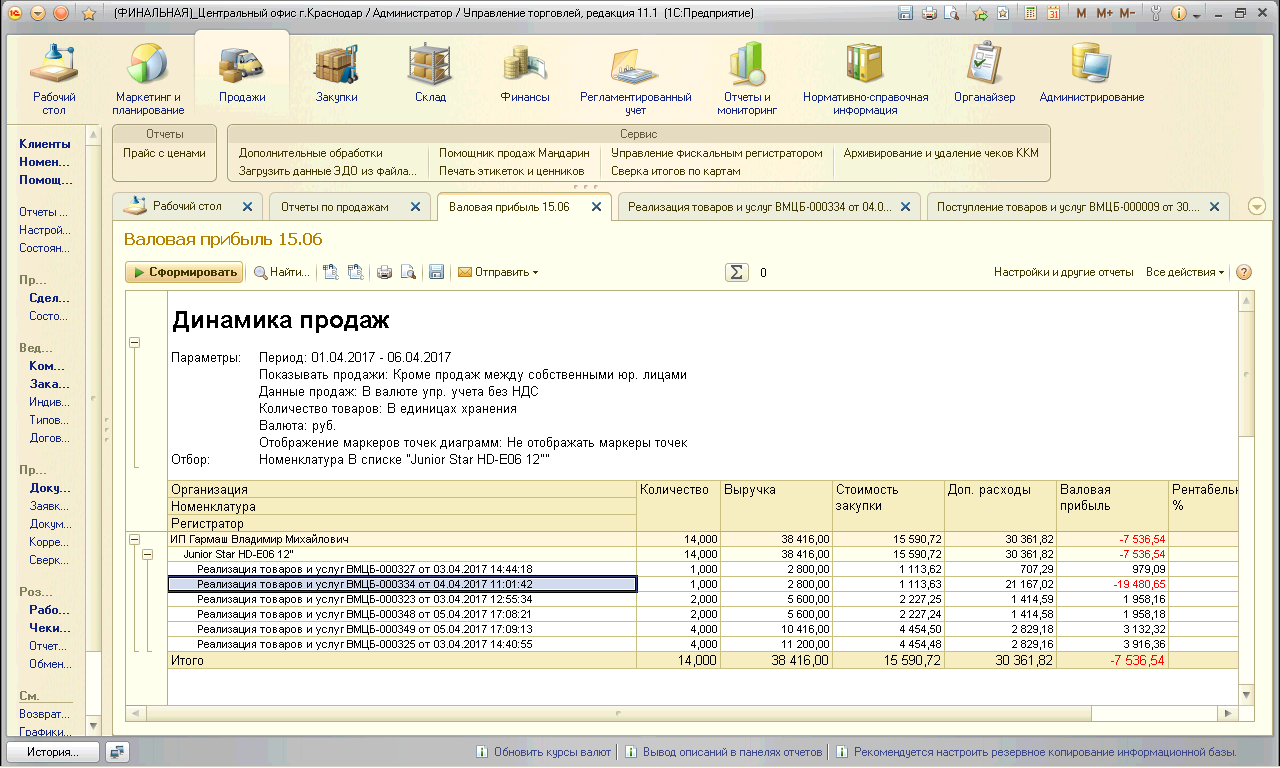 (ФИНАЛЬНАЯ)_Центральный офис г.Краснодар / Администратор / Управление торговлей, редакция 11.1 (1С:Предприятие)
M M+ M-
Рабочий стол
Маркетинг и планирование
Продажи
Закупки
Склад
Финансы
Регламентированный учет
Отчеты и мониторинг
Нормативно-справочная информация
Органайзер
Администрирование
Клиенты
Номен...
Помощ...
Отчеты ...
Настрой...
Состоян...
Пр...
Сдел...
Состо...
Вед...
Ком...
Зака...
Индив...
Типов...
Догов...
Пр...
Доку...
Заявк...
Докум...
Корре...
Сверк...
Роз...
Рабо...
Чеки...
Отчет...
Обмен...
См.
Возврат...
Графики...
Отчеты
Прайс с ценами
Сервис
Дополнительные обработки
Помощник продаж Мандарин
Управление фискальным регистратором
Архивирование и удаление чеков ККМ
Загрузить данные ЭДО из файла...
Печать этикеток и ценников
Сверка итогов по картам
Рабочий стол
Отчеты по продажам
Валовая прибыль 15.06
Реализация товаров и услуг ВМЦБ-000334 от 04.0...
Поступление товаров и услуг ВМЦБ-000009 от 30....
Валовая прибыль 15.06
Сформировать
Найти...
Отправить
Σ 0
Настройки и другие отчеты
Все действия
?
Динамика продаж
Параметры: Период: 01.04.2017 - 06.04.2017
Показывать продажи: Кроме продаж между собственными юр. лицами
Данные продаж: В валюте упр. учета без НДС
Количество товаров: В единицах хранения
Валюта: руб.
Отображение маркеров точек диаграмм: Не отображать маркеры точек
Отбор: Номенклатура В списке "Junior Star HD-E06 12""
Организация Количество Выручка Стоимость закупки Доп. расходы Валовая прибыль Рентабельн %
Номенклатура
Регистратор
ИП Гармаш Владимир Михайлович 14,000 38 416,00 15 590,72 30 361,82 -7 536,54
Junior Star HD-E06 12" 14,000 38 416,00 15 590,72 30 361,82 -7 536,54
Реализация товаров и услуг ВМЦБ-000327 от 03.04.2017 14:44:18 1,000 2 800,00 1 113,62 707,29 979,09
Реализация товаров и услуг ВМЦБ-000334 от 04.04.2017 11:01:42 1,000 2 800,00 1 113,63 21 167,02 -19 480,65
Реализация товаров и услуг ВМЦБ-000323 от 03.04.2017 12:55:34 2,000 5 600,00 2 227,25 1 414,59 1 958,16
Реализация товаров и услуг ВМЦБ-000348 от 05.04.2017 17:08:21 2,000 5 600,00 2 227,24 1 414,58 1 958,18
Реализация товаров и услуг ВМЦБ-000349 от 05.04.2017 17:09:13 4,000 10 416,00 4 454,50 2 829,18 3 132,32
Реализация товаров и услуг ВМЦБ-000325 от 03.04.2017 14:40:55 4,000 11 200,00 4 454,48 2 829,16 3 916,36
Итого 14,000 38 416,00 15 590,72 30 361,82 -7 536,54
История...
Обновить курсы валют
Вывод описаний в панелях отчетов
Рекомендуется настроить резервное копирование информационной базы.